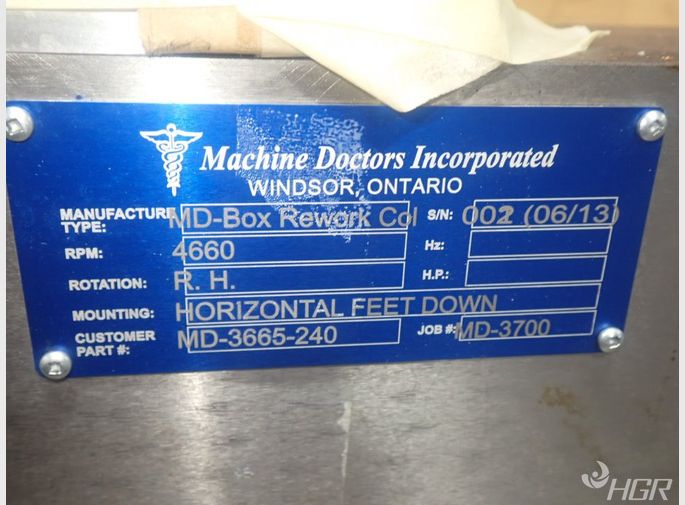 Machine Doctors Incorporated
WINDSOR, ONTARIO
MANUFACTURE TYPE: MD-Box Rework Col S/N: (06/13)
RPM: 4660 Hz:
ROTATION: R. H. H.P.:
MOUNTING: HORIZONTAL FEET DOWN
CUSTOMER PART #: MD-3665-240 JOB #: MD-3700
HGR